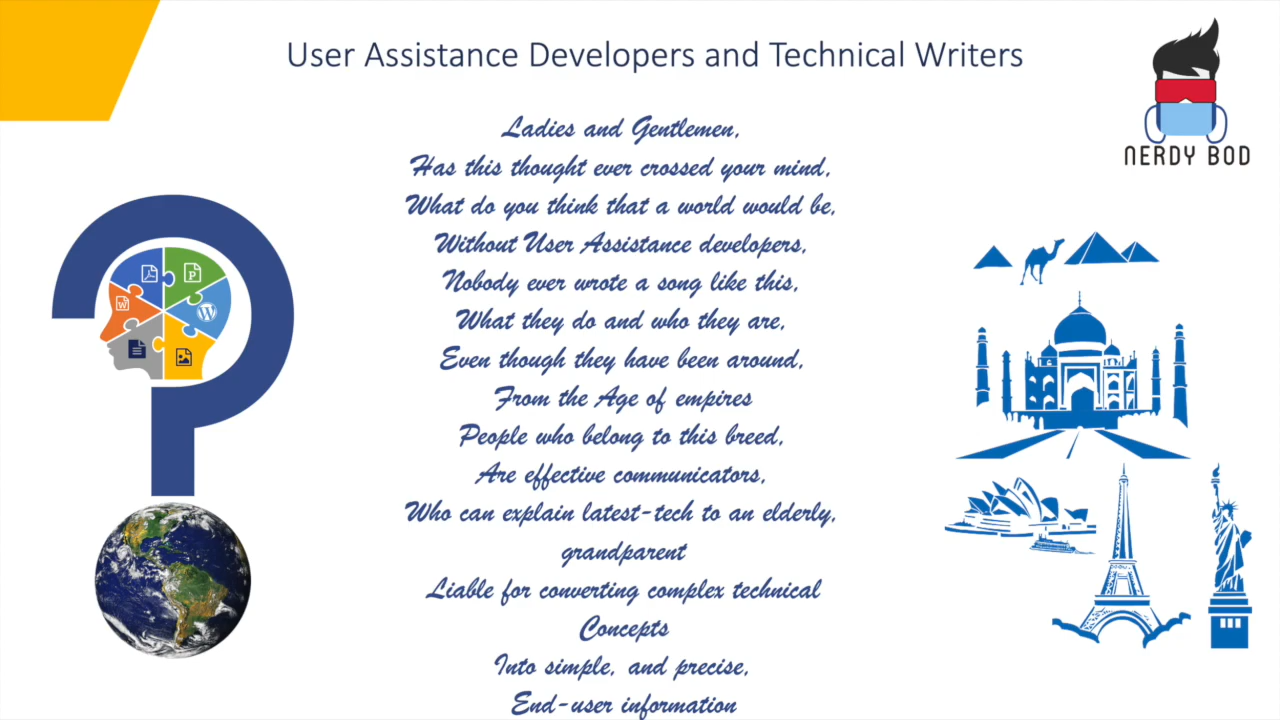 User Assistance Developers and Technical Writers
NERDY BOD
Ladies and Gentlemen,
Has this thought ever crossed your mind,
What do you think that a world would be,
Without User Assistance developers,
Nobody ever wrote a song like this,
What they do and who they are,
Even though they have been around,
From the Age of empires
People who belong to this breed,
Are effective communicators,
Who can explain latest-tech to an elderly,
grandparent
Liable for converting complex technical
Concepts
Into simple, and precise,
End-user information
P
W
W